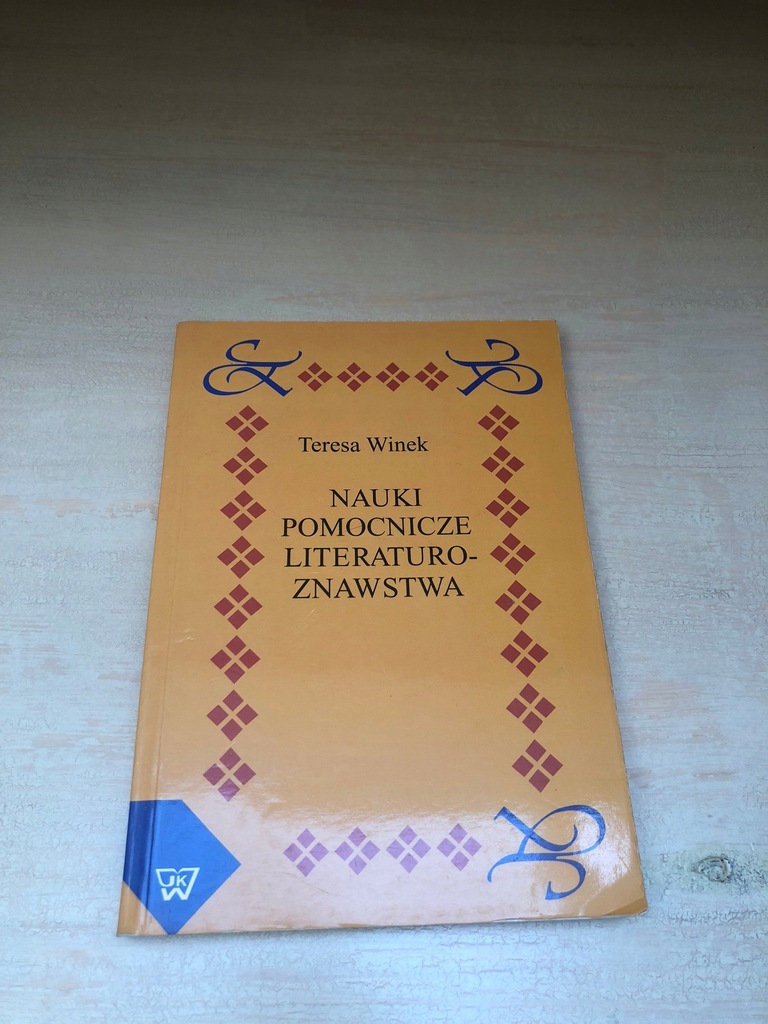 Teresa Winek
NAUKI
POMOCNICZE
LITERATURO-
ZNAWSTWA
UKW